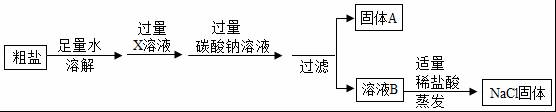 粗盐
足量水
溶解
过量
X溶液
过量
碳酸钠溶液
过滤
固体A
溶液B
适量
稀盐酸
蒸发
NaCl固体